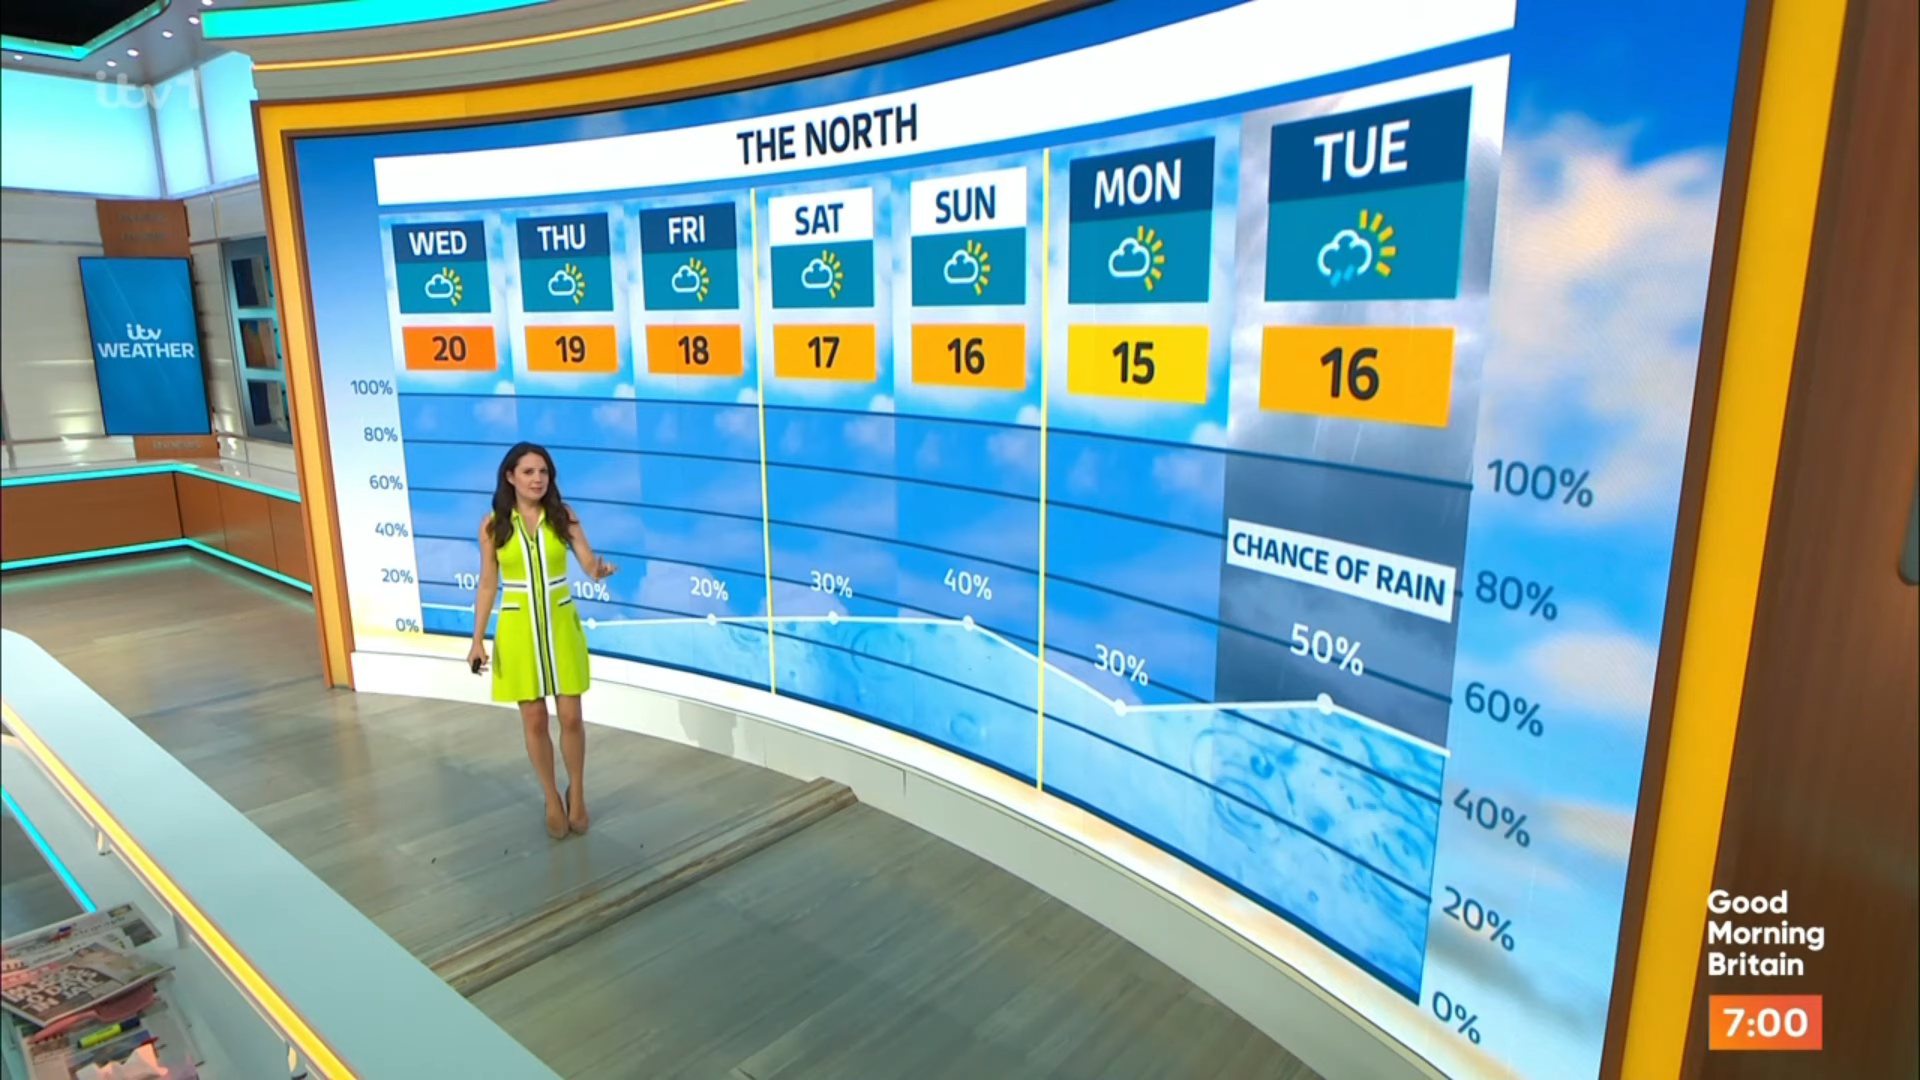 itv1
THE NORTH
WED THU FRI SAT SUN MON TUE
20 19 18 17 16 15 16
100%
80%
60%
40%
20%
0%
10% 20% 30% 40% 30% 50%
CHANCE OF RAIN
100%
80%
60%
40%
20%
0%
itv
WEATHER
Good
Morning
Britain
7:00